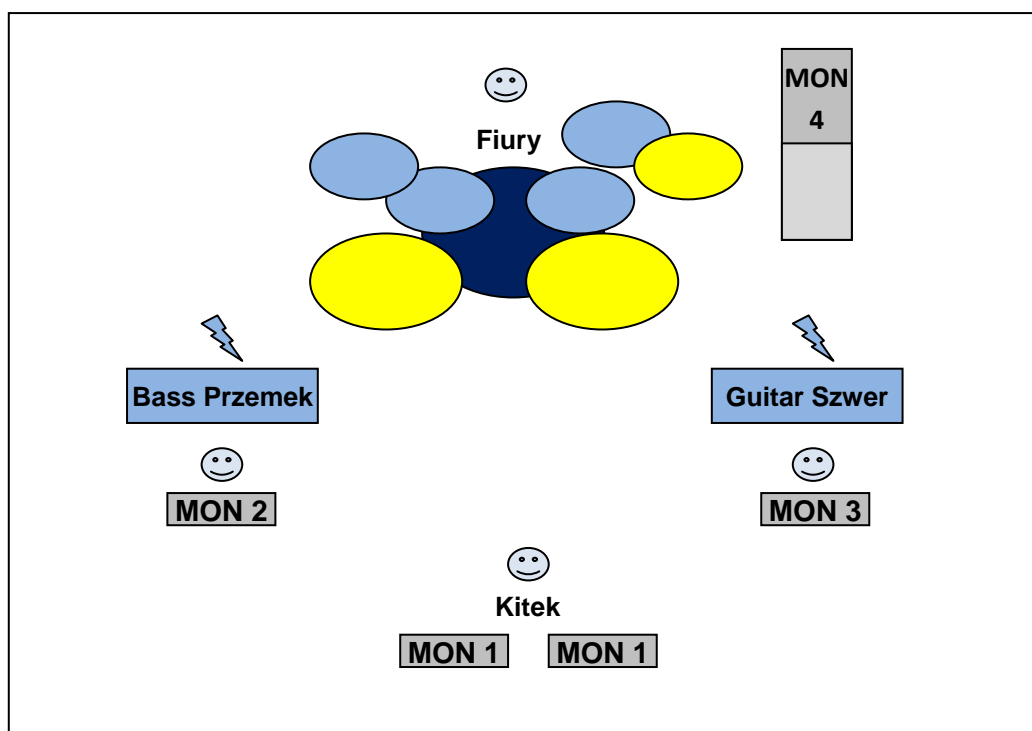 MON
4
Fiury
Bass Przemek
Guitar Szwer
MON 2
MON 3
Kitek
MON 1
MON 1